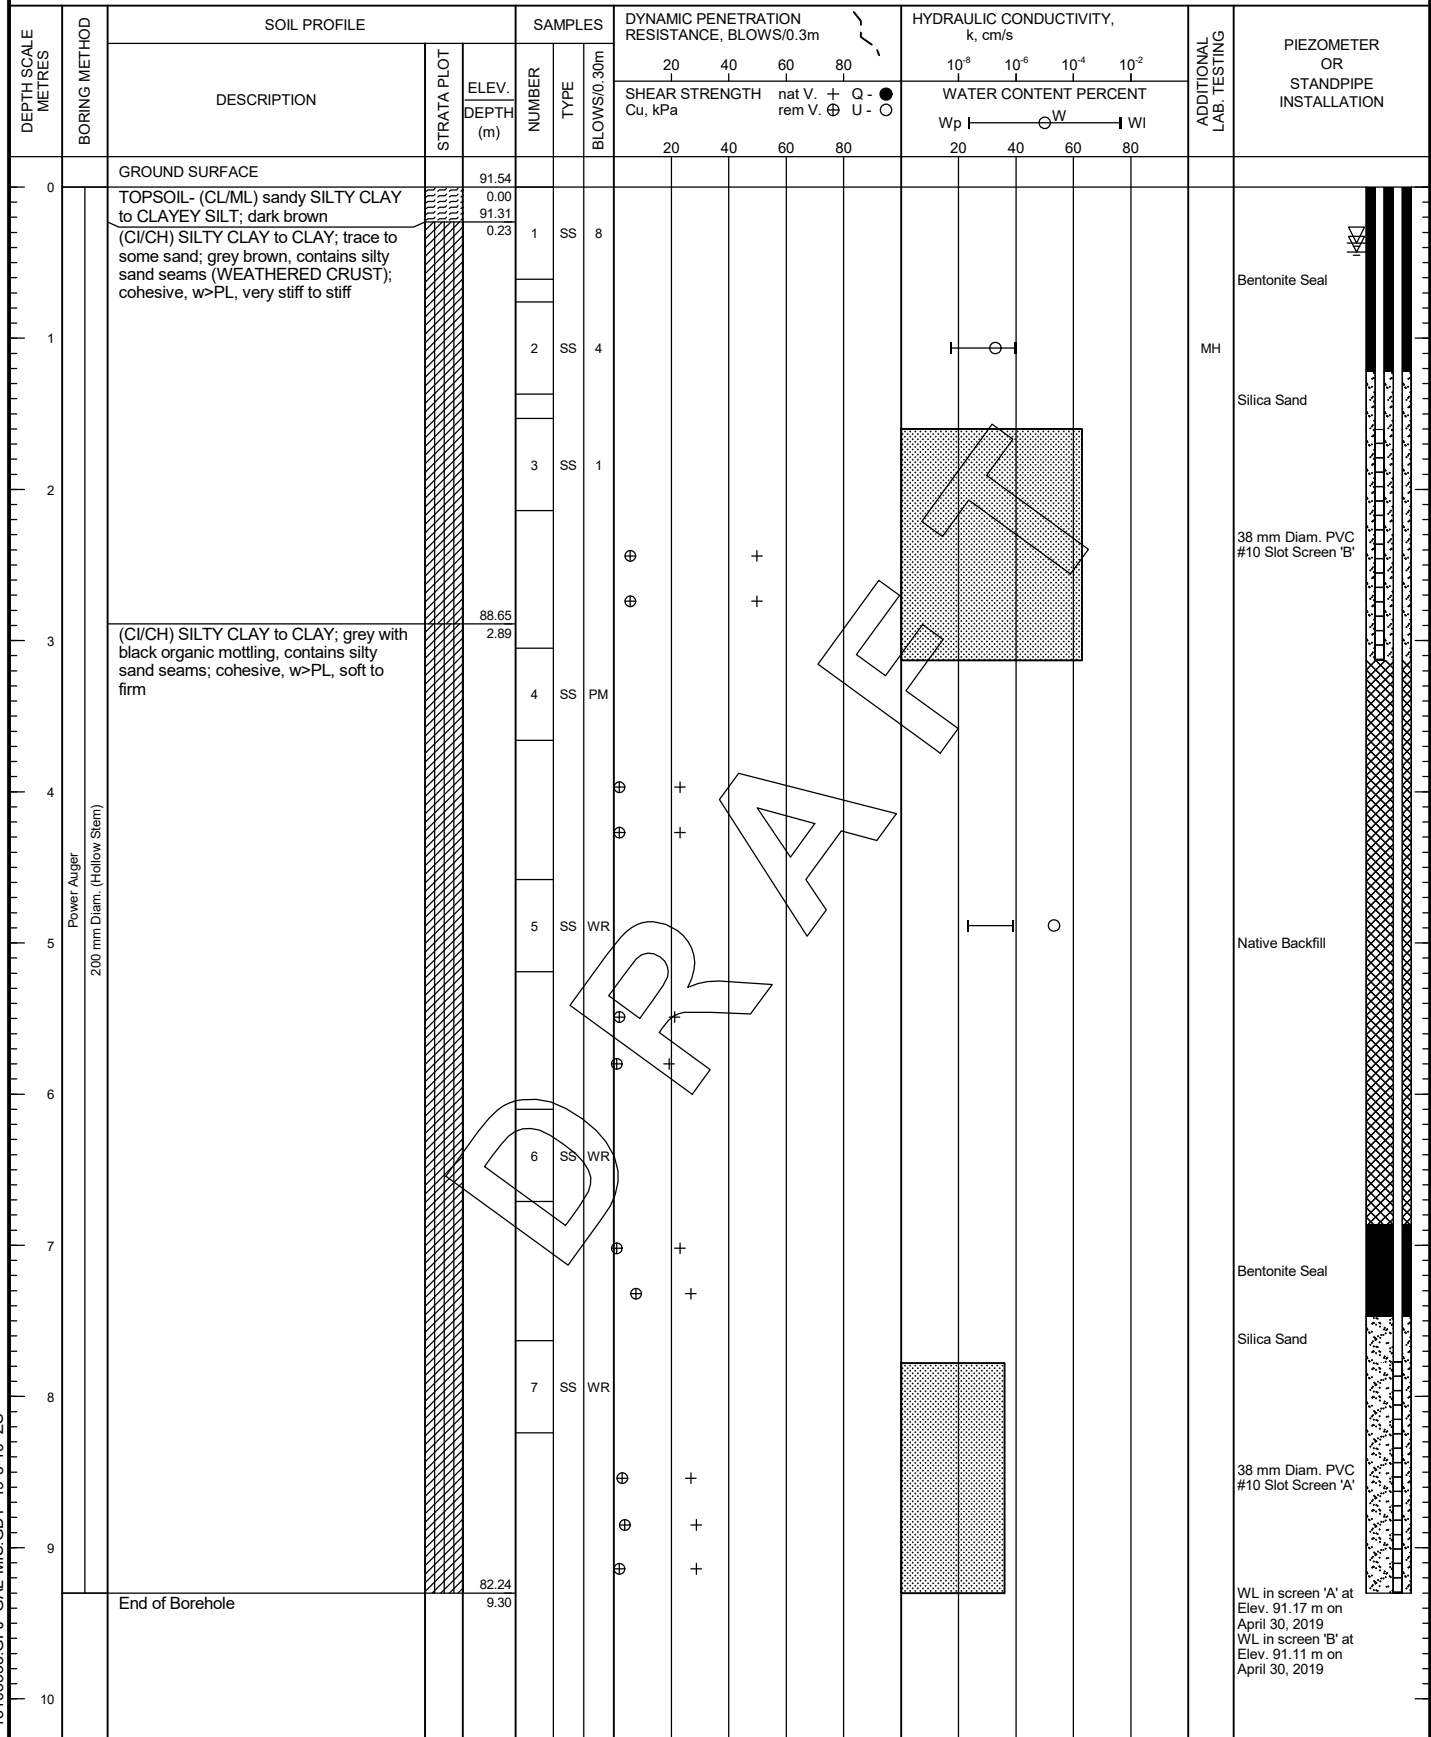 DEPTH SCALE
METRES
BORING METHOD
SOIL PROFILE
DESCRIPTION
STRATA PLOT
ELEV.
DEPTH
(m)
SAMPLES
NUMBER
TYPE
BLOWS/0.30m
DYNAMIC PENETRATION
RESISTANCE, BLOWS/0.3m
20 40 60 80
SHEAR STRENGTH nat V. + Q - ●
Cu, kPa rem V. ⊕ U - ○
20 40 60 80
HYDRAULIC CONDUCTIVITY,
k, cm/s
10⁻⁸ 10⁻⁶ 10⁻⁴ 10⁻²
WATER CONTENT PERCENT
Wp W Wl
20 40 60 80
ADDITIONAL
LAB. TESTING
PIEZOMETER
OR
STANDPIPE
INSTALLATION
GROUND SURFACE
91.54
0
TOPSOIL- (CL/ML) sandy SILTY CLAY
to CLAYEY SILT; dark brown
0.00
91.31
0.23
(CI/CH) SILTY CLAY to CLAY; trace to
some sand; grey brown, contains silty
sand seams (WEATHERED CRUST);
cohesive, w>PL, very stiff to stiff
1 SS 8
Bentonite Seal
1
2 SS 4
MH
Silica Sand
3 SS 1
2
38 mm Diam. PVC
#10 Slot Screen 'B'
88.65
2.89
3
(CI/CH) SILTY CLAY to CLAY; grey with
black organic mottling, contains silty
sand seams; cohesive, w>PL, soft to
firm
4 SS PM
4
Power Auger
200 mm Diam. (Hollow Stem)
5 SS WR
5
Native Backfill
6
6 SS WR
7
Bentonite Seal
Silica Sand
7 SS WR
8
38 mm Diam. PVC
#10 Slot Screen 'A'
9
82.24
9.30
End of Borehole
WL in screen 'A' at
Elev. 91.17 m on
April 30, 2019
WL in screen 'B' at
Elev. 91.11 m on
April 30, 2019
10
DRAFT